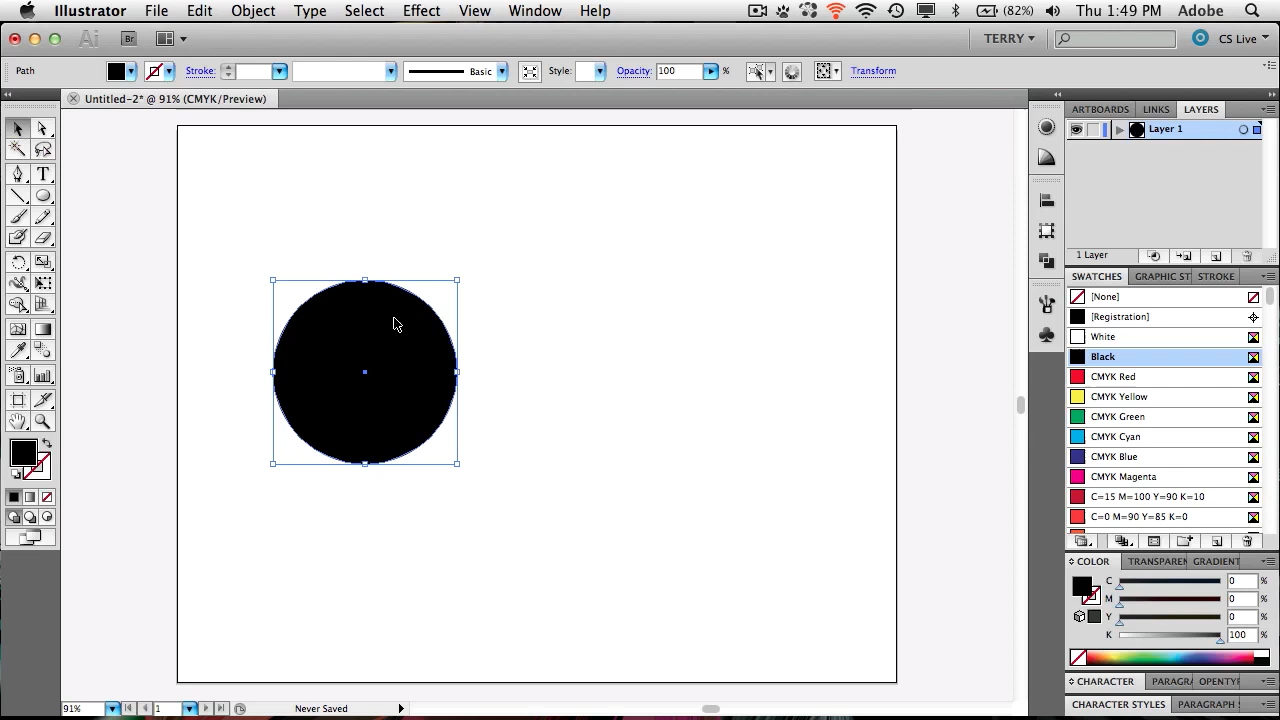 Illustrator File Edit Object Type Select Effect View Window Help (82%) Thu 1:49 PM Adobe
Ai Br TERRY CS Live
Path Stroke: Basic Style: Opacity: 100 % Transform
Untitled-2* @ 91% (CMYK/Preview)
ARTBOARDS LINKS LAYERS
Layer 1
T
1 Layer
SWATCHES GRAPHIC ST STROKE
[None]
[Registration]
White
Black
CMYK Red
CMYK Yellow
CMYK Green
CMYK Cyan
CMYK Blue
CMYK Magenta
C=15 M=100 Y=90 K=10
C=0 M=90 Y=85 K=0
COLOR TRANSPAREN GRADIENT
C 0 %
M 0 %
Y 0 %
K 100 %
CHARACTER PARAGRA OPENTYF
CHARACTER STYLES PARAGRAPH
91% 1 Never Saved